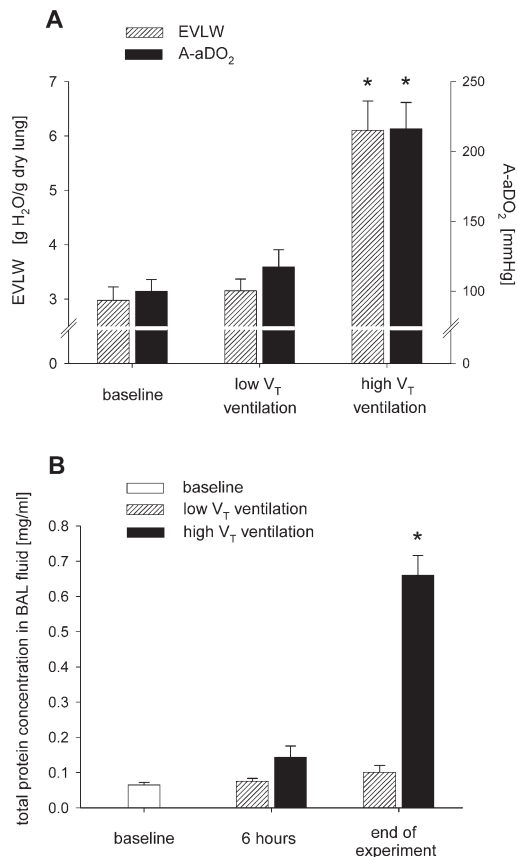 A
EVLW
A-aDO2
7
6
5
4
3
0
EVLW [g H2O/g dry lung]
250
200
150
100
0
A-aDO2 [mmHg]
* *
baseline
low VT
ventilation
high VT
ventilation
B
baseline
low VT ventilation
high VT ventilation
0.8
0.7
0.6
0.5
0.4
0.3
0.2
0.1
0.0
total protein concentration in BAL fluid [mg/ml]
*
baseline
6 hours
end of
experiment